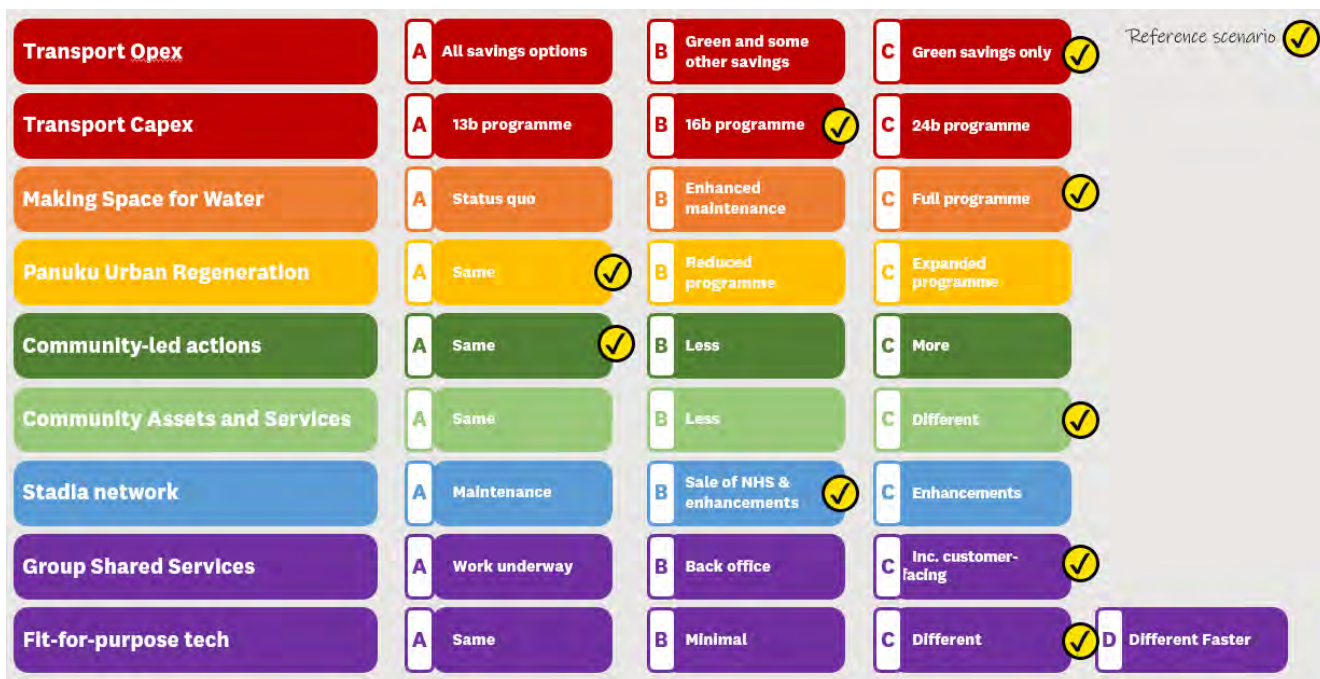 Transport Opex
A All savings options
B Green and some
other savings
C Green savings only
Reference scenario
Transport Capex
A 13b programme
B 16b programme
C 24b programme
Making Space for Water
A Status quo
B Enhanced
maintenance
C Full programme
Panuku Urban Regeneration
A Same
B Reduced
programme
C Expanded
programme
Community-led actions
A Same
B Less
C More
Community Assets and Services
A Same
B Less
C Different
Stadia network
A Maintenance
B Sale of NHS &
enhancements
C Enhancements
Group Shared Services
A Work underway
B Back office
C Inc. customer-
facing
Fit-for-purpose tech
A Same
B Minimal
C Different
D Different Faster